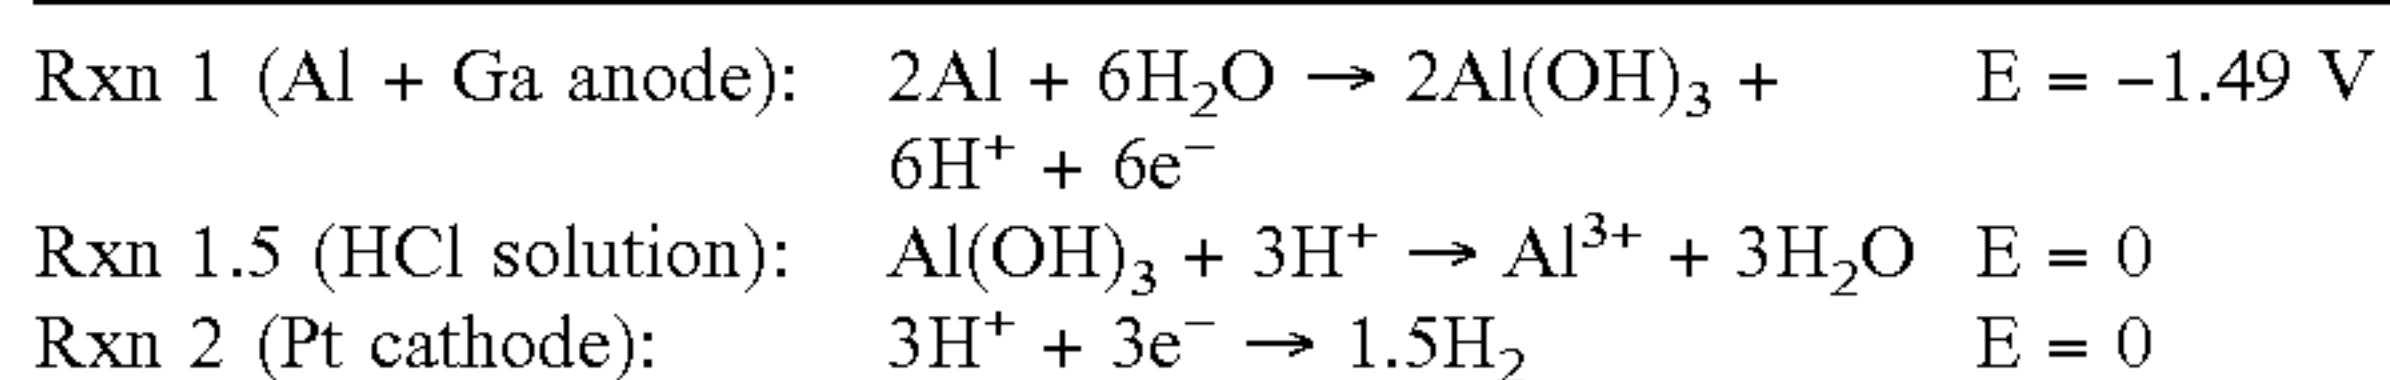 Rxn 1 (Al + Ga anode): 2Al + 6H₂O → 2Al(OH)₃ + E = −1.49 V
6H⁺ + 6e⁻
Rxn 1.5 (HCl solution): Al(OH)₃ + 3H⁺ → Al³⁺ + 3H₂O E = 0
Rxn 2 (Pt cathode): 3H⁺ + 3e⁻ → 1.5H₂ E = 0